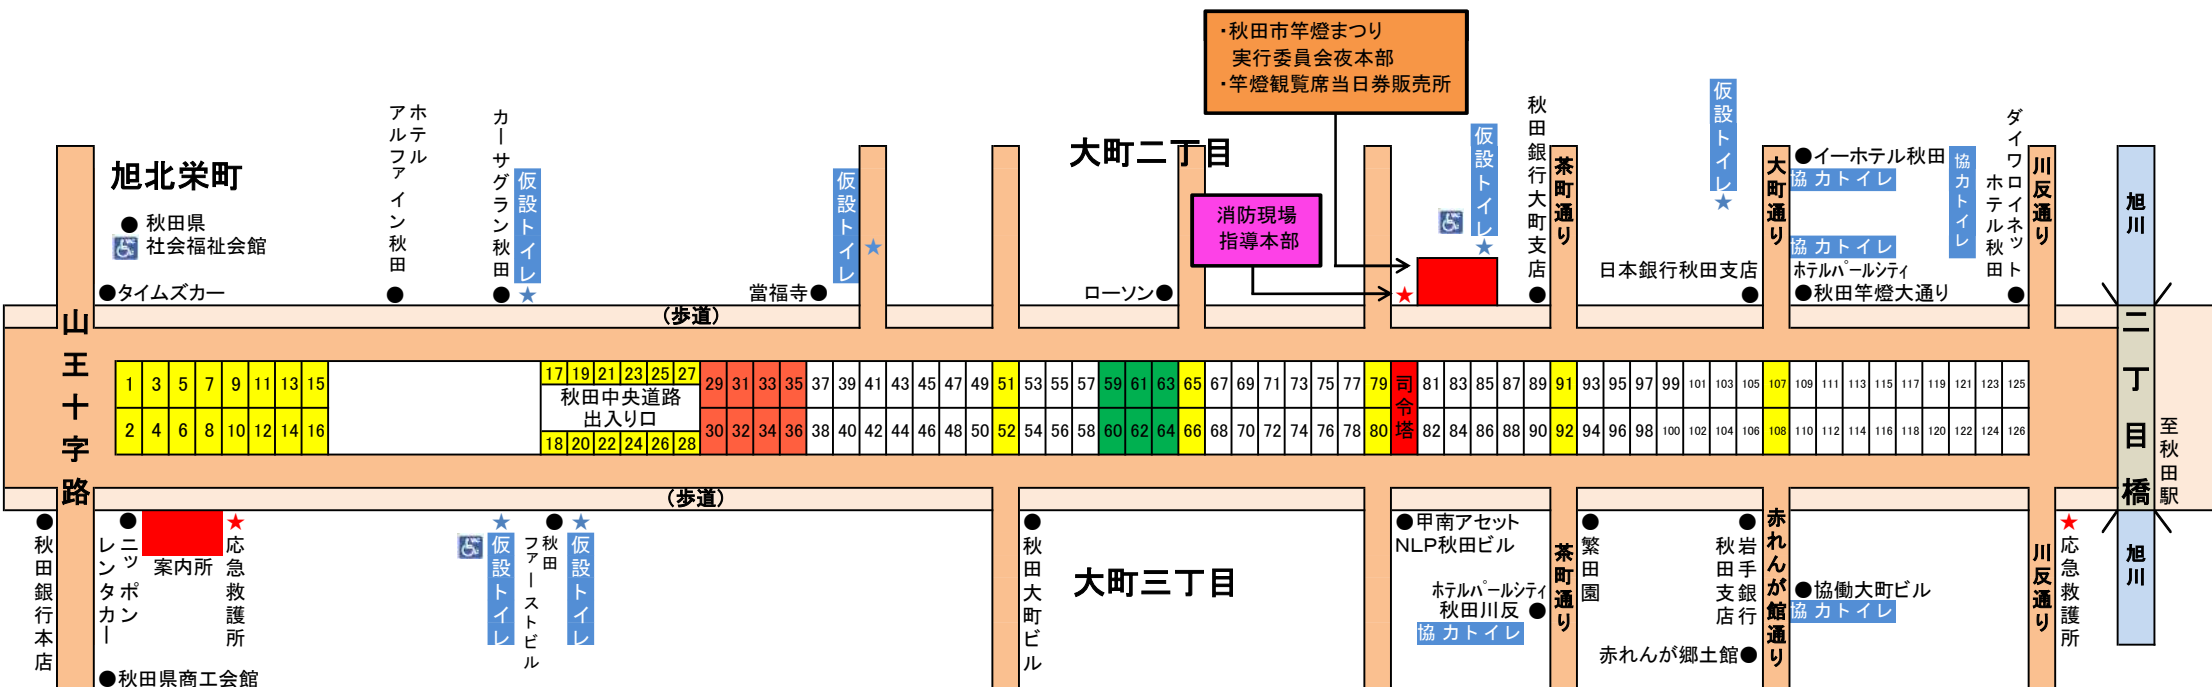 ・秋田市竿燈まつり
実行委員会夜本部
・竿燈観覧席当日券販売所
消防現場
指導本部
旭北栄町
大町二丁目
●秋田県
社会福祉会館
●タイムズカー
ホテル
アルファイン秋田
カーサグラン秋田
仮設トイレ
★
當福寺●
仮設トイレ
★
ローソン●
★
仮設トイレ
★
秋田銀行大町支店
茶町通り
日本銀行秋田支店
仮設トイレ
★
大町通り
●イーホテル秋田
協力トイレ
協力トイレ
ホテルパールシティ
●秋田竿燈大通り
協力トイレ
ダイワロイネット
ホテル秋田
川反通り
旭川
(歩道)
山王十字路
1 3 5 7 9 11 13 15
2 4 6 8 10 12 14 16
17 19 21 23 25 27
秋田中央道路
出入り口
18 20 22 24 26 28
29 31 33 35 37 39 41 43 45 47 49 51 53 55 57 59 61 63 65 67 69 71 73 75 77 79
30 32 34 36 38 40 42 44 46 48 50 52 54 56 58 60 62 64 66 68 70 72 74 76 78 80
司令塔
81 83 85 87 89 91 93 95 97 99 101 103 105 107 109 111 113 115 117 119 121 123 125
82 84 86 88 90 92 94 96 98 100 102 104 106 108 110 112 114 116 118 120 122 124 126
二丁目橋
至秋田駅
(歩道)
秋田銀行本店
ニッポン
レンタカー
案内所
★
応急救護所
●秋田県商工会館
★
仮設トイレ
秋田
ファーストビル
★
仮設トイレ
秋田大町ビル
大町三丁目
●甲南アセット
NLP秋田ビル
ホテルパールシティ
秋田川反●
協力トイレ
茶町通り
繁田園
岩手銀行
秋田支店
赤れんが郷土館●
赤れんが館通り
●協働大町ビル
協力トイレ
川反通り
★
応急救護所
旭川